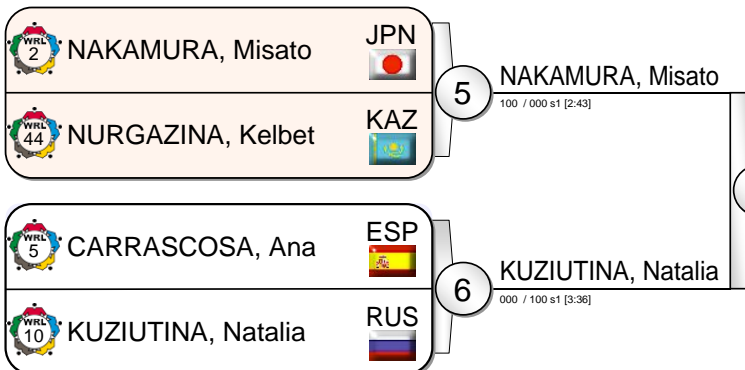 WRL
2
NAKAMURA, Misato
JPN
WRL
44
NURGAZINA, Kelbet
KAZ
5
NAKAMURA, Misato
100 / 000 s1 [2:43]
WRL
5
CARRASCOSA, Ana
ESP
WRL
10
KUZIUTINA, Natalia
RUS
6
KUZIUTINA, Natalia
000 / 100 s1 [3:36]